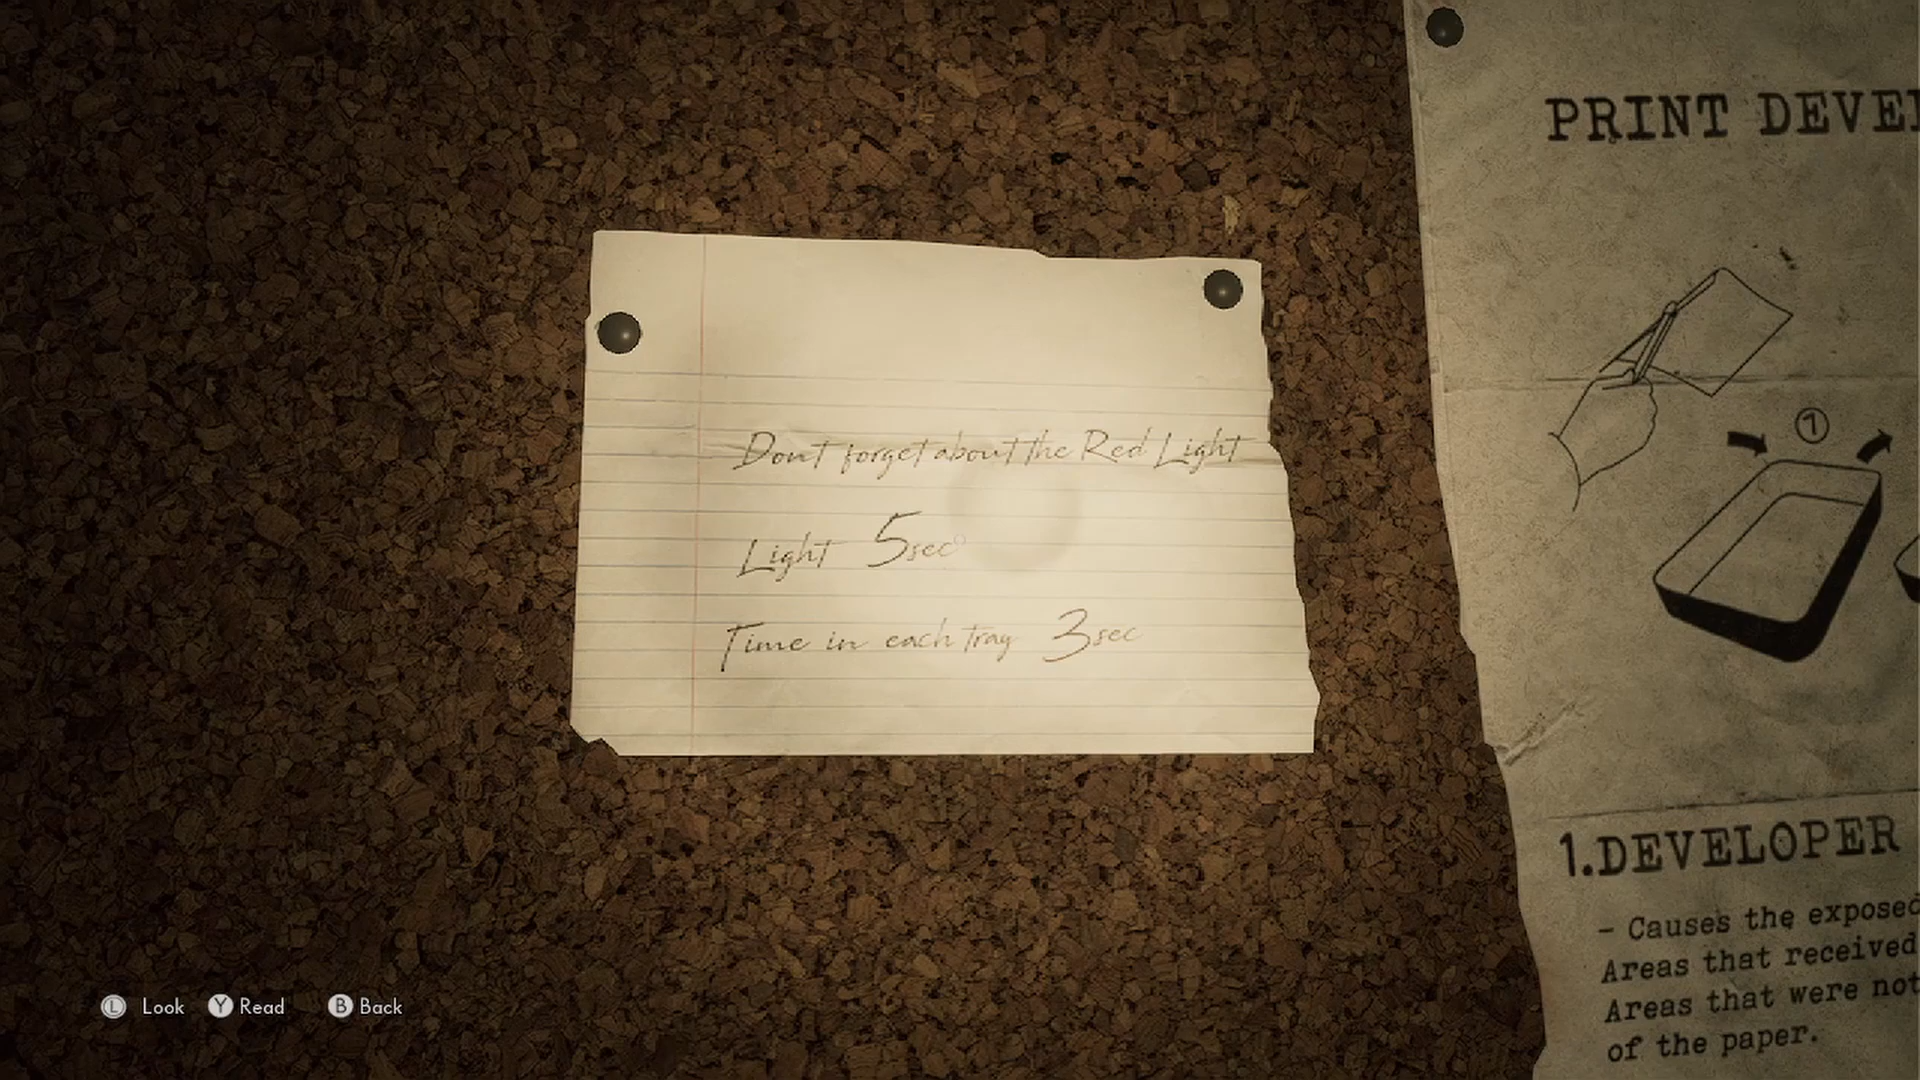 Dont forget about the Red Light
Light 5sec
Time in each tray 3sec
PRINT
1
1.DEVELOPER
- Causes the exposed
Areas that received
Areas that were not
of the paper.
L Look Y Read B Back